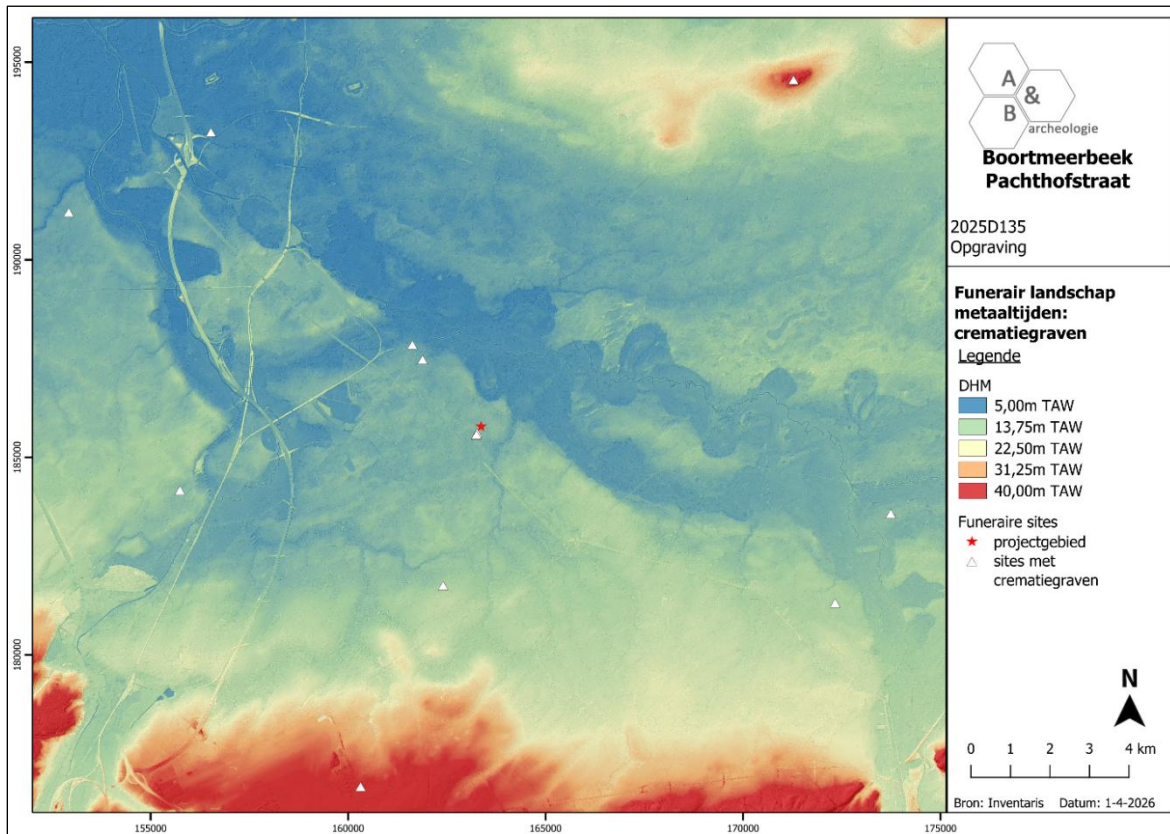 195000
190000
185000
180000
155000
160000
165000
170000
175000
A
&
B
archeologie
Boortmeerbeek
Pachthofstraat
2025D135
Opgraving
Funerair landschap
metaaltijden:
crematiegraven
Legende
DHM
5,00m TAW
13,75m TAW
22,50m TAW
31,25m TAW
40,00m TAW
Funeraire sites
projectgebied
sites met
crematiegraven
N
0 1 2 3 4 km
Bron: Inventaris Datum: 1-4-2026